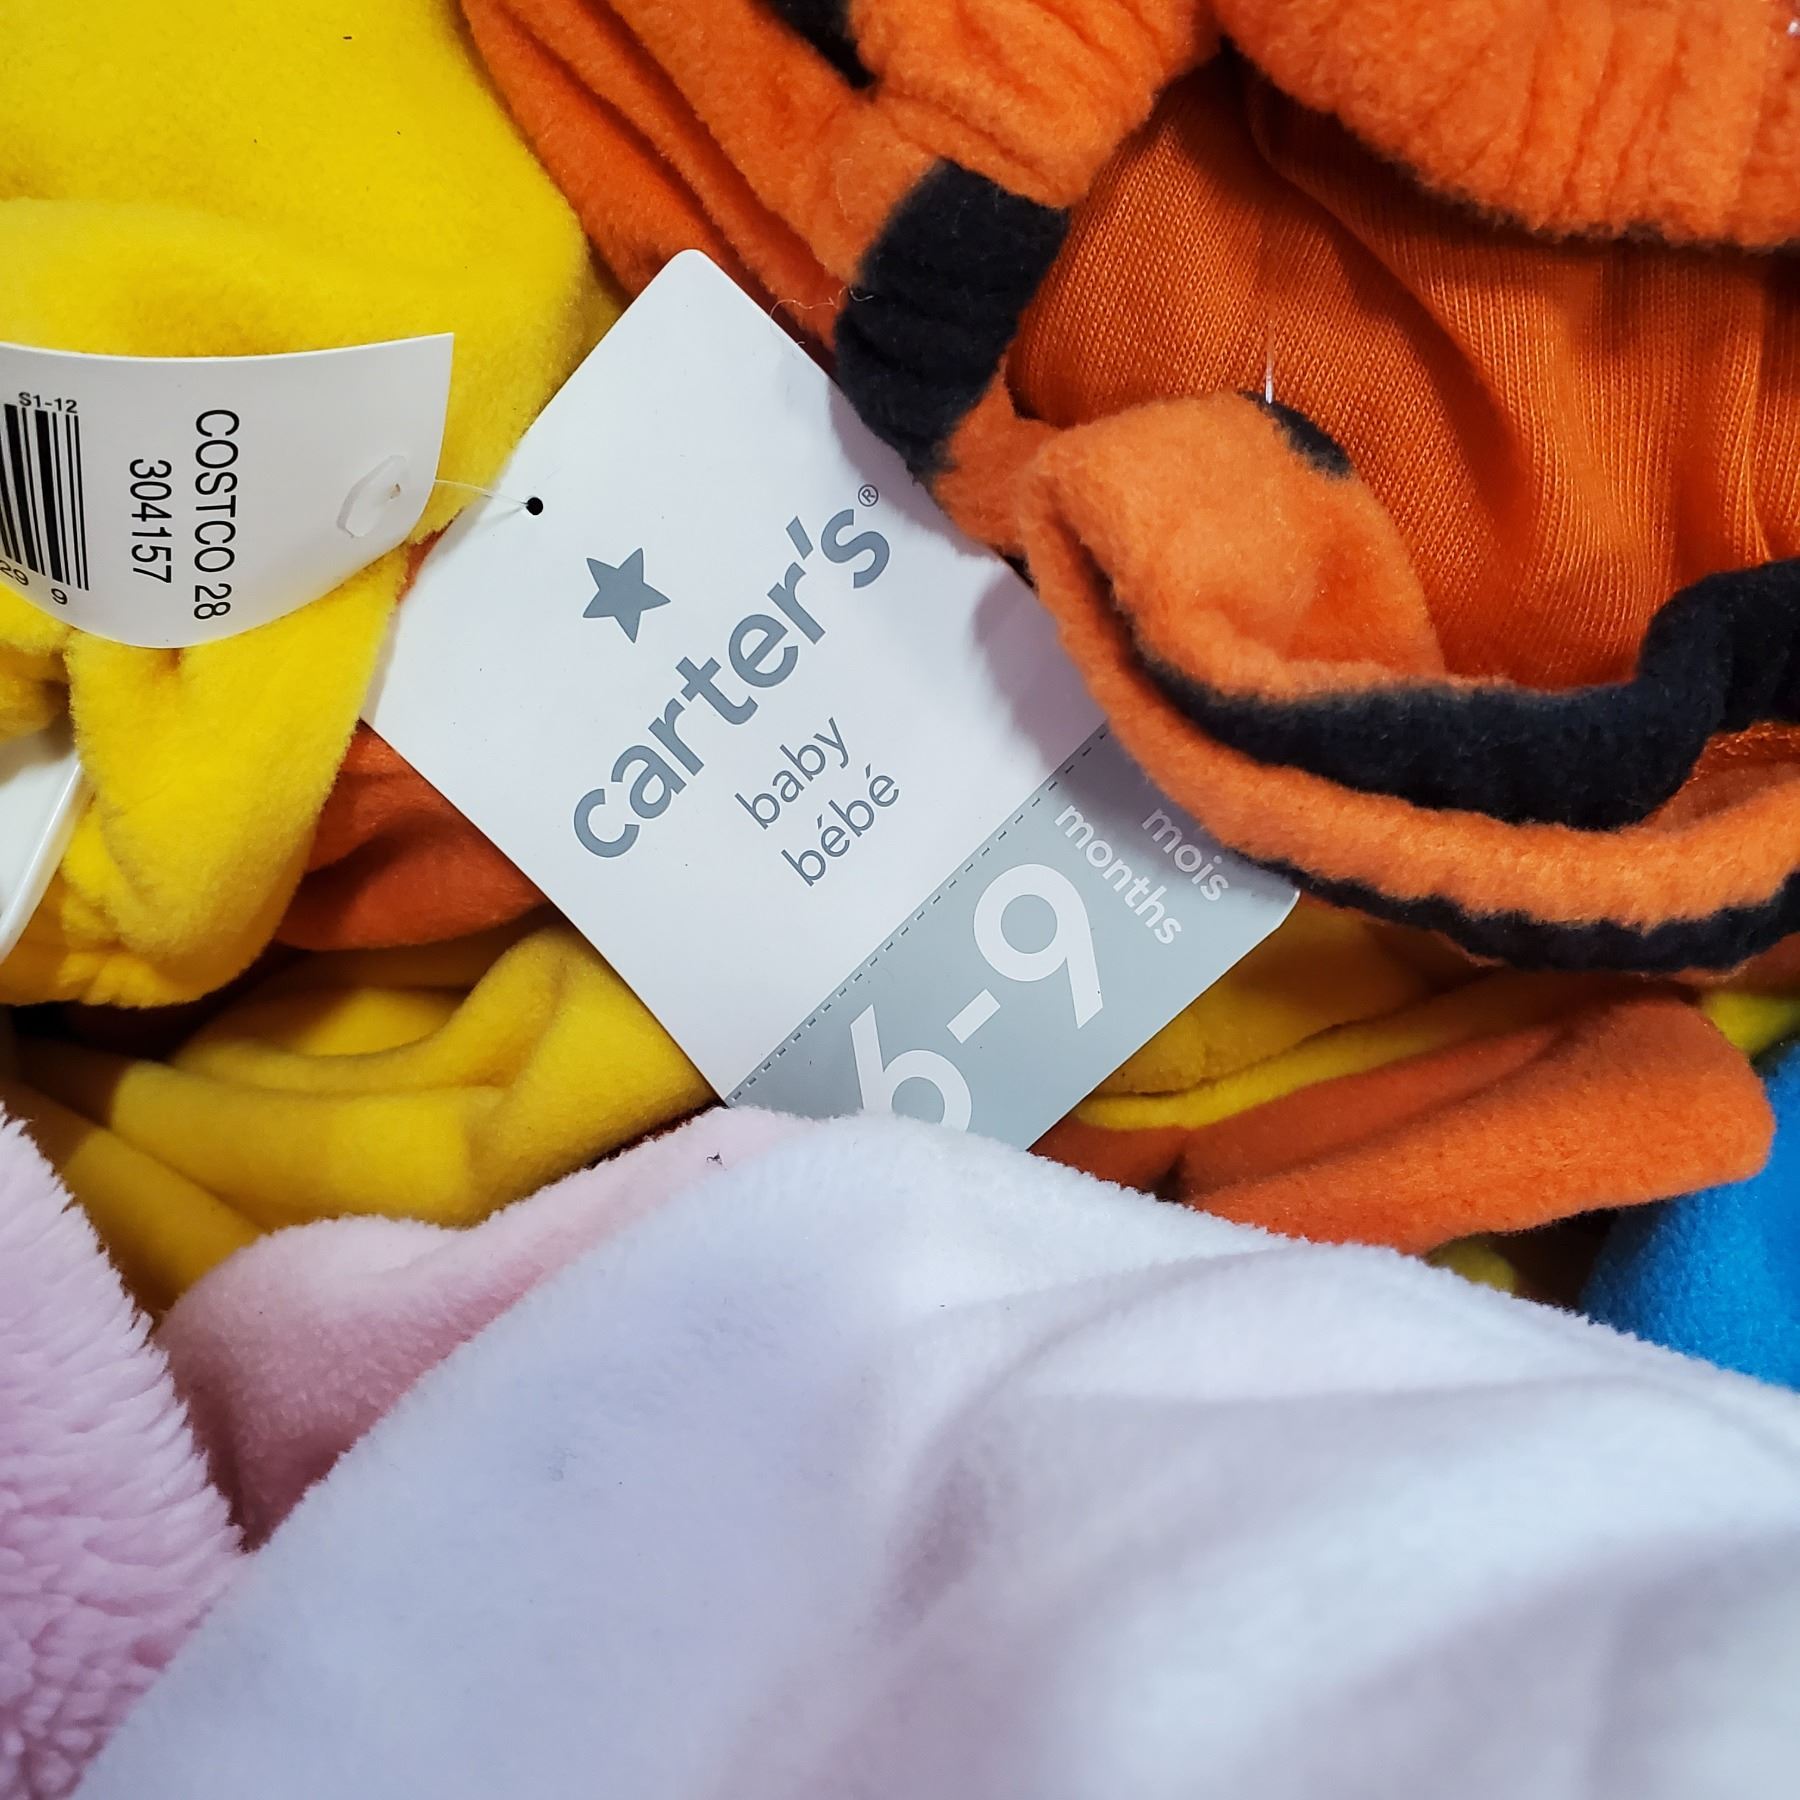 S1-12
COSTCO 28
304157
29 9
carter's®
baby
bébé
6-9
mois
months